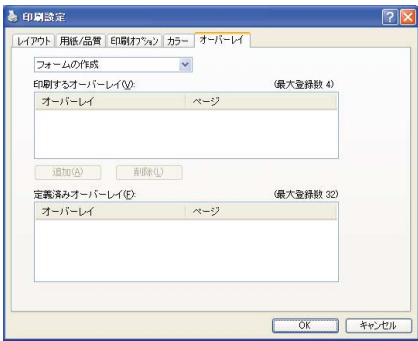 印刷設定
レイアウト 用紙/品質 印刷ｵﾌﾟｼｮﾝ カラー オーバーレイ
フォームの作成
印刷するオーバーレイ(V): (最大登録数 4)
オーバーレイ ページ
追加(A) 削除(L)
定義済みオーバーレイ(F): (最大登録数 32)
オーバーレイ ページ
OK キャンセル